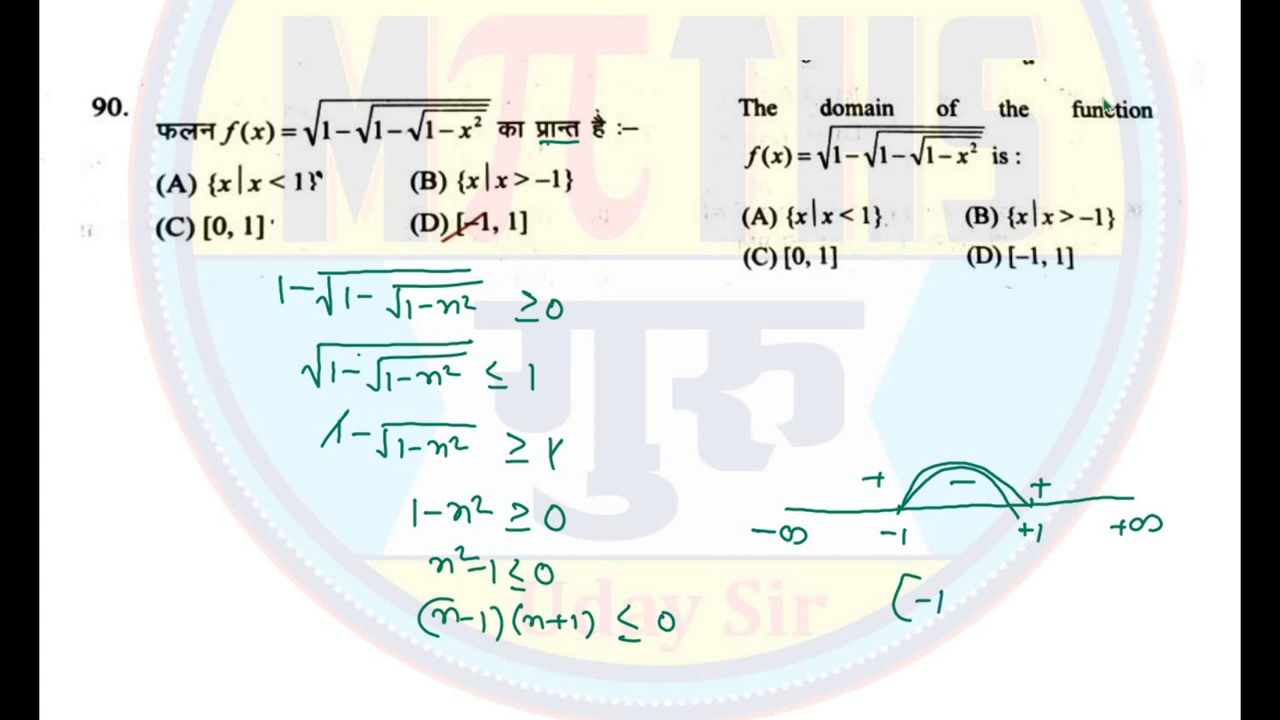 MπTHS
90.
फलन f(x) = √1−√1−√1−x² का प्रान्त है :–
(A) {x|x < 1}
(B) {x|x > −1}
(C) [0, 1]
(D) [−1, 1]
The domain of the function
f(x) = √1−√1−√1−x² is :
(A) {x|x < 1}
(B) {x|x > −1}
(C) [0, 1]
(D) [−1, 1]
गुरु
Uday Sir
1−√1−√1−x² ≥ 0
√1−√1−x² ≤ 1
1−√1−x² ≥ 1
1−x² ≥ 0
x²−1 ≤ 0
(x−1)(x+1) ≤ 0
+ − +
−∞ −1 +1 +∞
[−1